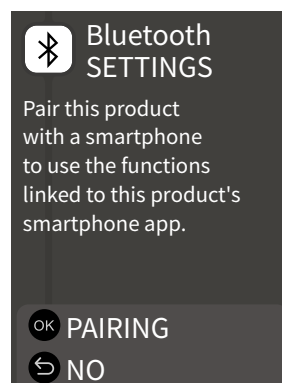 Bluetooth
SETTINGS
Pair this product
with a smartphone
to use the functions
linked to this product's
smartphone app.
OK PAIRING
NO